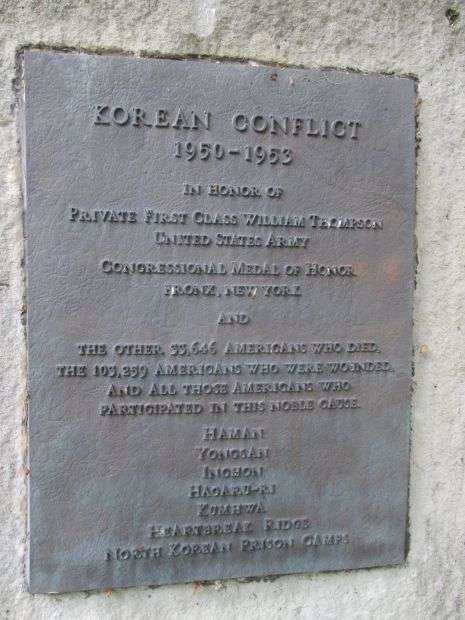 KOREAN CONFLICT
1950-1953
IN HONOR OF
PRIVATE FIRST CLASS WILLIAM THOMPSON
UNITED STATES ARMY
CONGRESSIONAL MEDAL OF HONOR
BRONX, NEW YORK
AND
THE OTHER 33,646 AMERICANS WHO DIED,
THE 103,259 AMERICANS WHO WERE WOUNDED,
AND ALL THOSE AMERICANS WHO
PARTICIPATED IN THIS NOBLE CAUSE.
HAMAN
YONGSAN
INCHON
HAGARU-RI
KUMHWA
HEARTBREAK RIDGE
NORTH KOREAN PRISON CAMPS